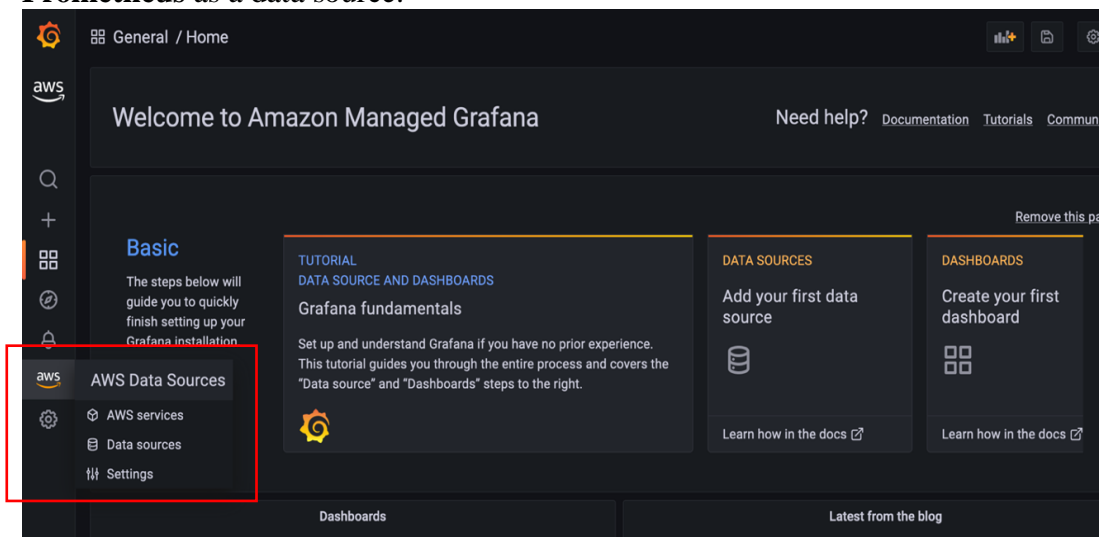 Prometheus as a data source.
General / Home
aws
Welcome to Amazon Managed Grafana
Need help? Documentation Tutorials Commun
Remove this pa
Basic
The steps below will
guide you to quickly
finish setting up your
Grafana installation
TUTORIAL
DATA SOURCE AND DASHBOARDS
Grafana fundamentals
Set up and understand Grafana if you have no prior experience.
This tutorial guides you through the entire process and covers the
"Data source" and "Dashboards" steps to the right.
DATA SOURCES
Add your first data
source
Learn how in the docs
DASHBOARDS
Create your first
dashboard
Learn how in the docs
aws
AWS Data Sources
AWS services
Data sources
Settings
Dashboards
Latest from the blog